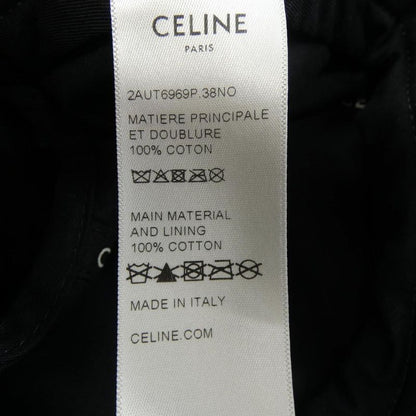 CELINE
PARIS
2AUT6969P.38NO
MATIERE PRINCIPALE
ET DOUBLURE
100% COTON
MAIN MATERIAL
AND LINING
100% COTTON
MADE IN ITALY
CELINE.COM